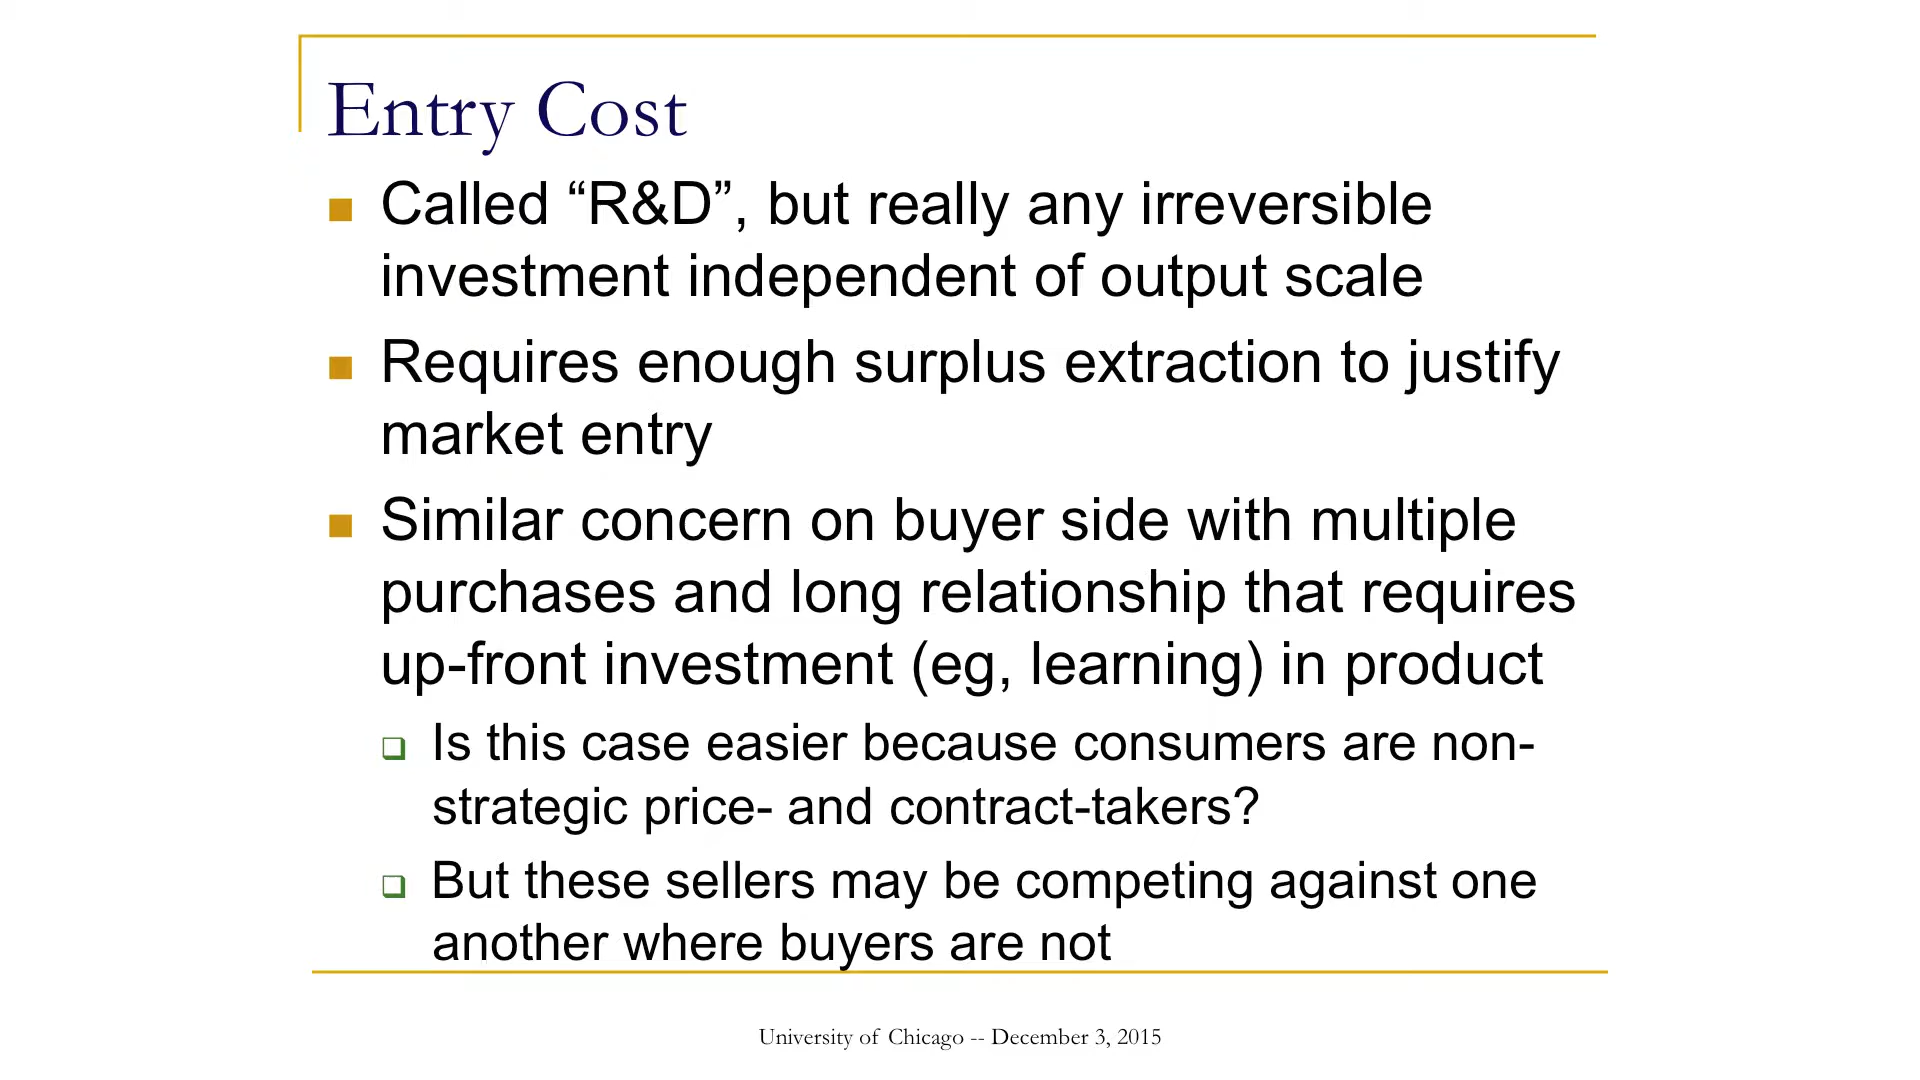 Entry Cost
Called “R&D”, but really any irreversible
investment independent of output scale
Requires enough surplus extraction to justify
market entry
Similar concern on buyer side with multiple
purchases and long relationship that requires
up-front investment (eg, learning) in product
Is this case easier because consumers are non-
strategic price- and contract-takers?
But these sellers may be competing against one
another where buyers are not
University of Chicago -- December 3, 2015